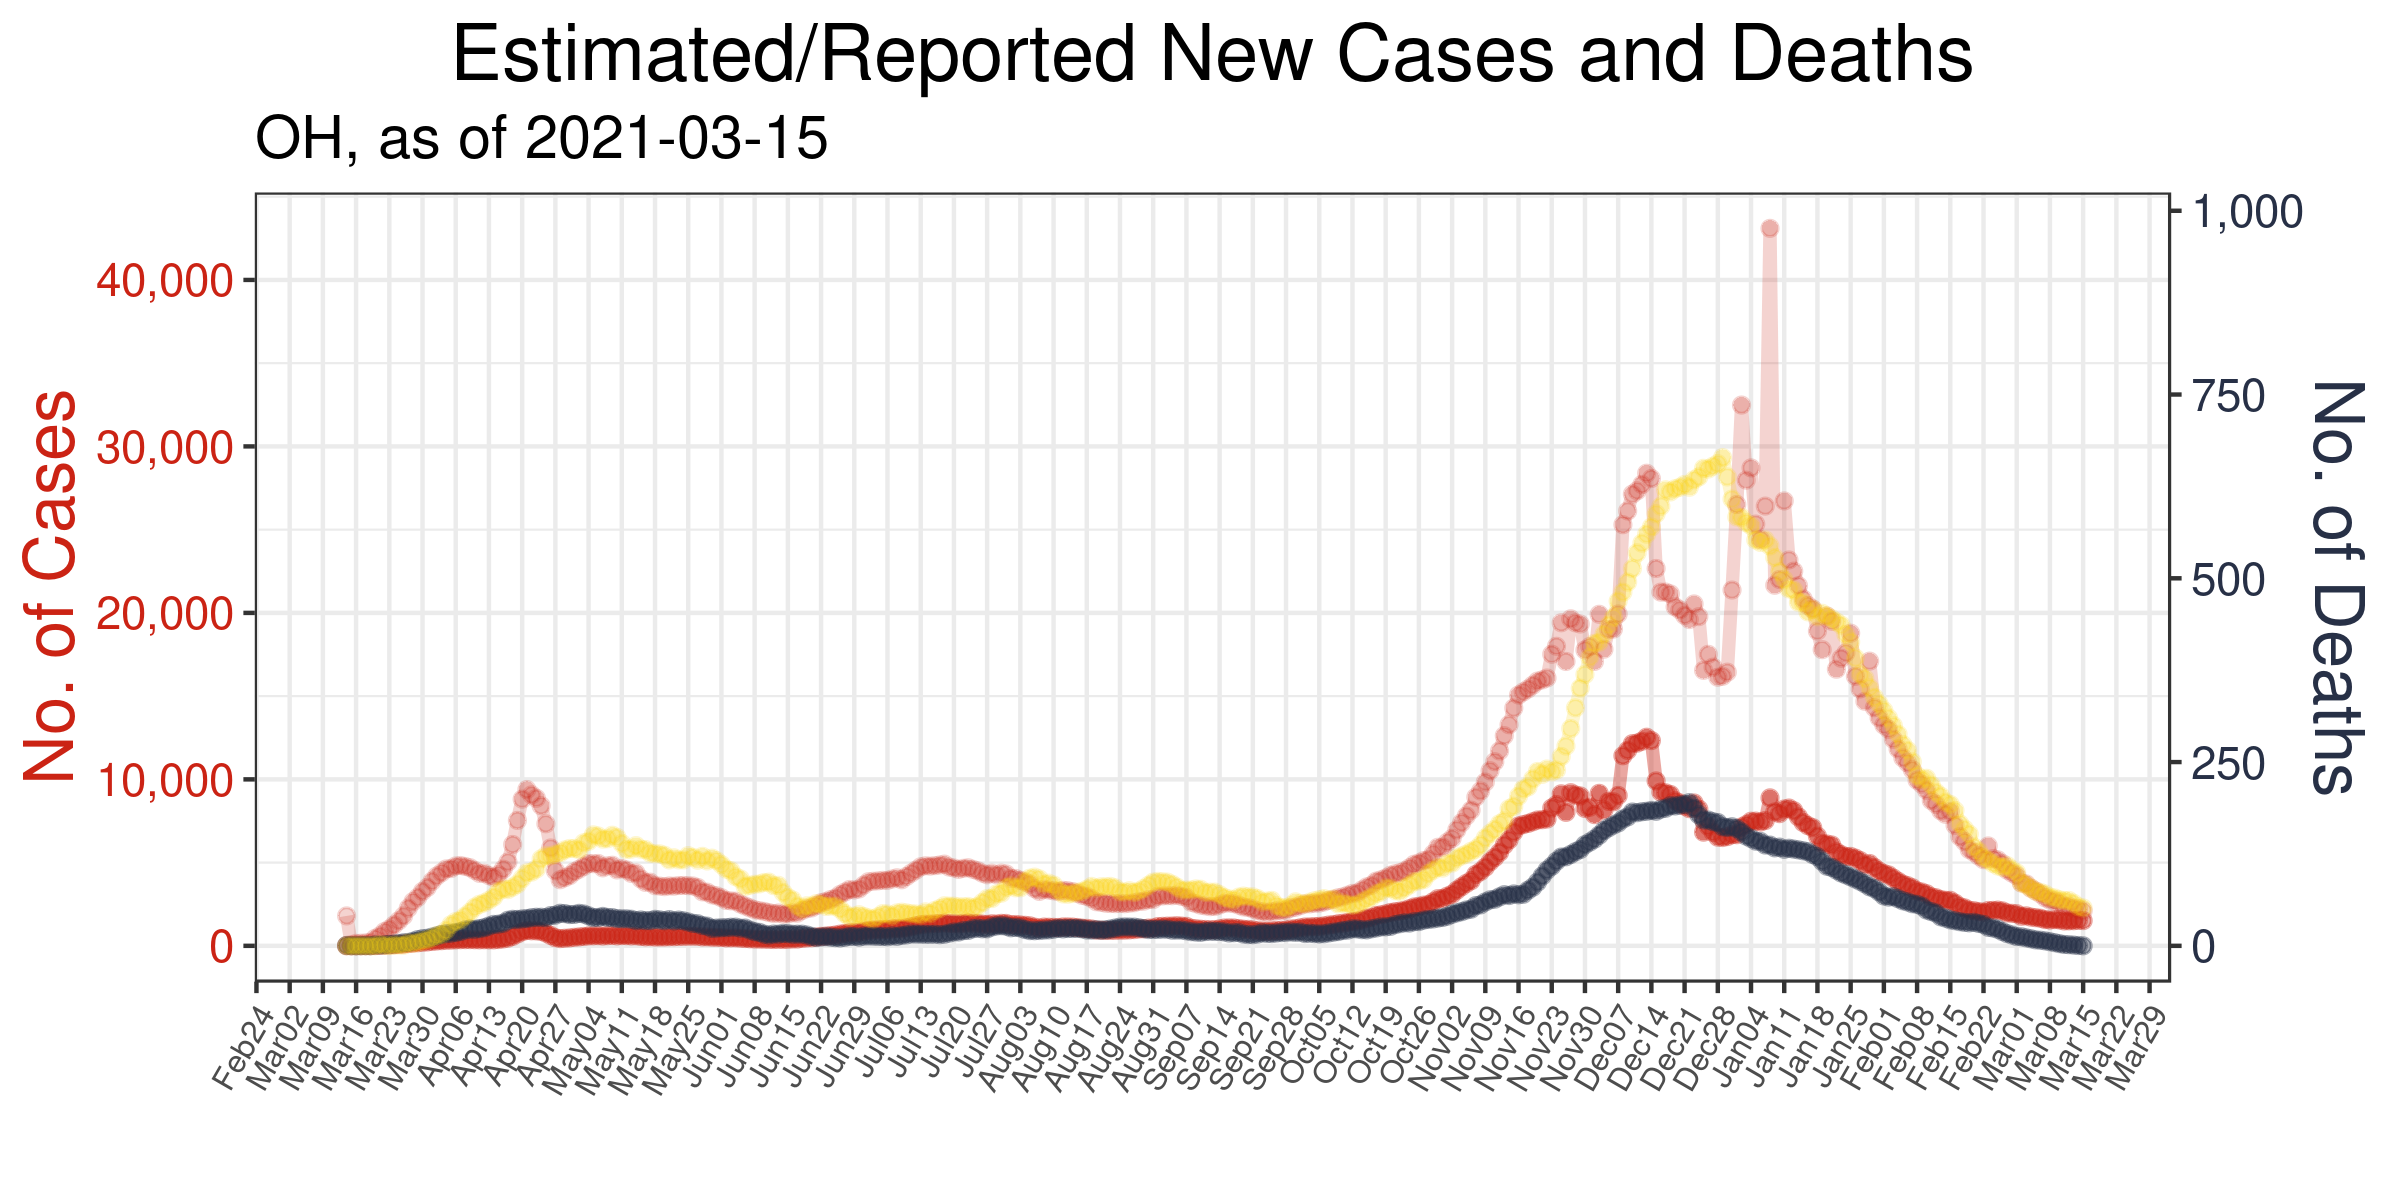 Estimated/Reported New Cases and Deaths
OH, as of 2021-03-15
No. of Cases
40,000
30,000
20,000
10,000
0
1,000
750
500
250
0
No. of Deaths
Feb24
Mar02
Mar09
Mar16
Mar23
Mar30
Apr06
Apr13
Apr20
Apr27
May04
May11
May18
May25
Jun01
Jun08
Jun15
Jun22
Jun29
Jul06
Jul13
Jul20
Jul27
Aug03
Aug10
Aug17
Aug24
Aug31
Sep07
Sep14
Sep21
Sep28
Oct05
Oct12
Oct19
Oct26
Nov02
Nov09
Nov16
Nov23
Nov30
Dec07
Dec14
Dec21
Dec28
Jan04
Jan11
Jan18
Jan25
Feb01
Feb08
Feb15
Feb22
Mar01
Mar08
Mar15
Mar22
Mar29